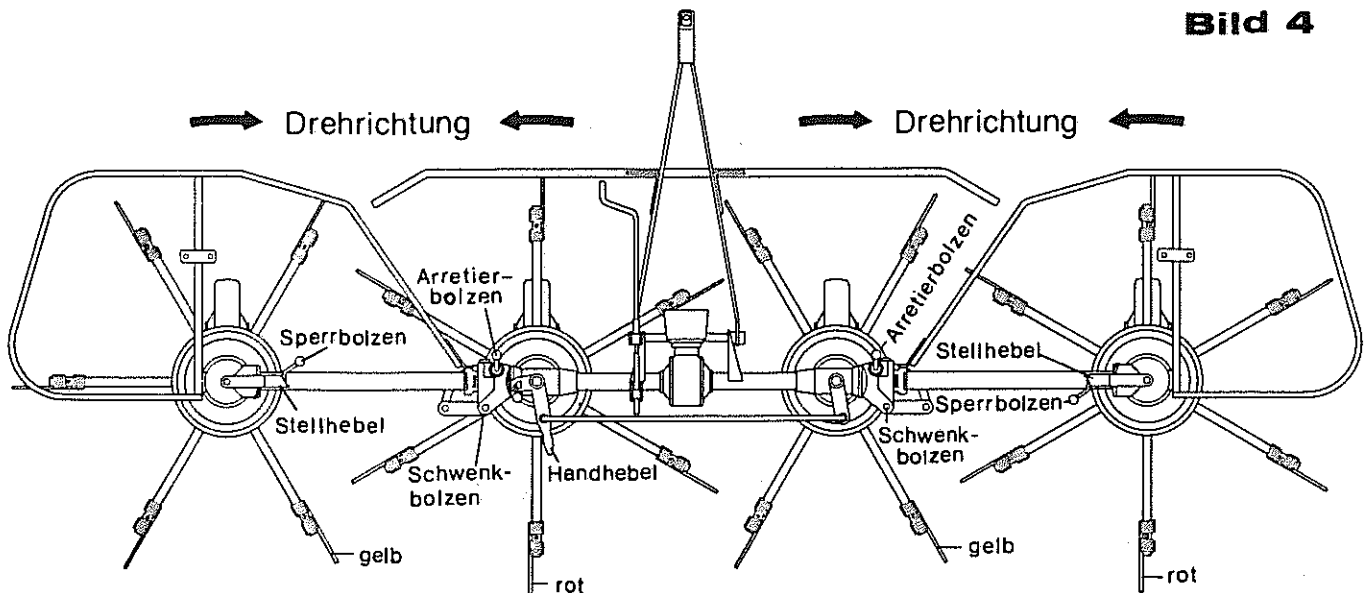 Bild 4
Drehrichtung
Drehrichtung
Arretier-
bolzen
Arretierbolzen
Sperrbolzen
Stellhebel
Stellhebel
Sperrbolzen
Schwenk-
bolzen
Handhebel
Schwenk-
bolzen
gelb
rot
gelb
rot